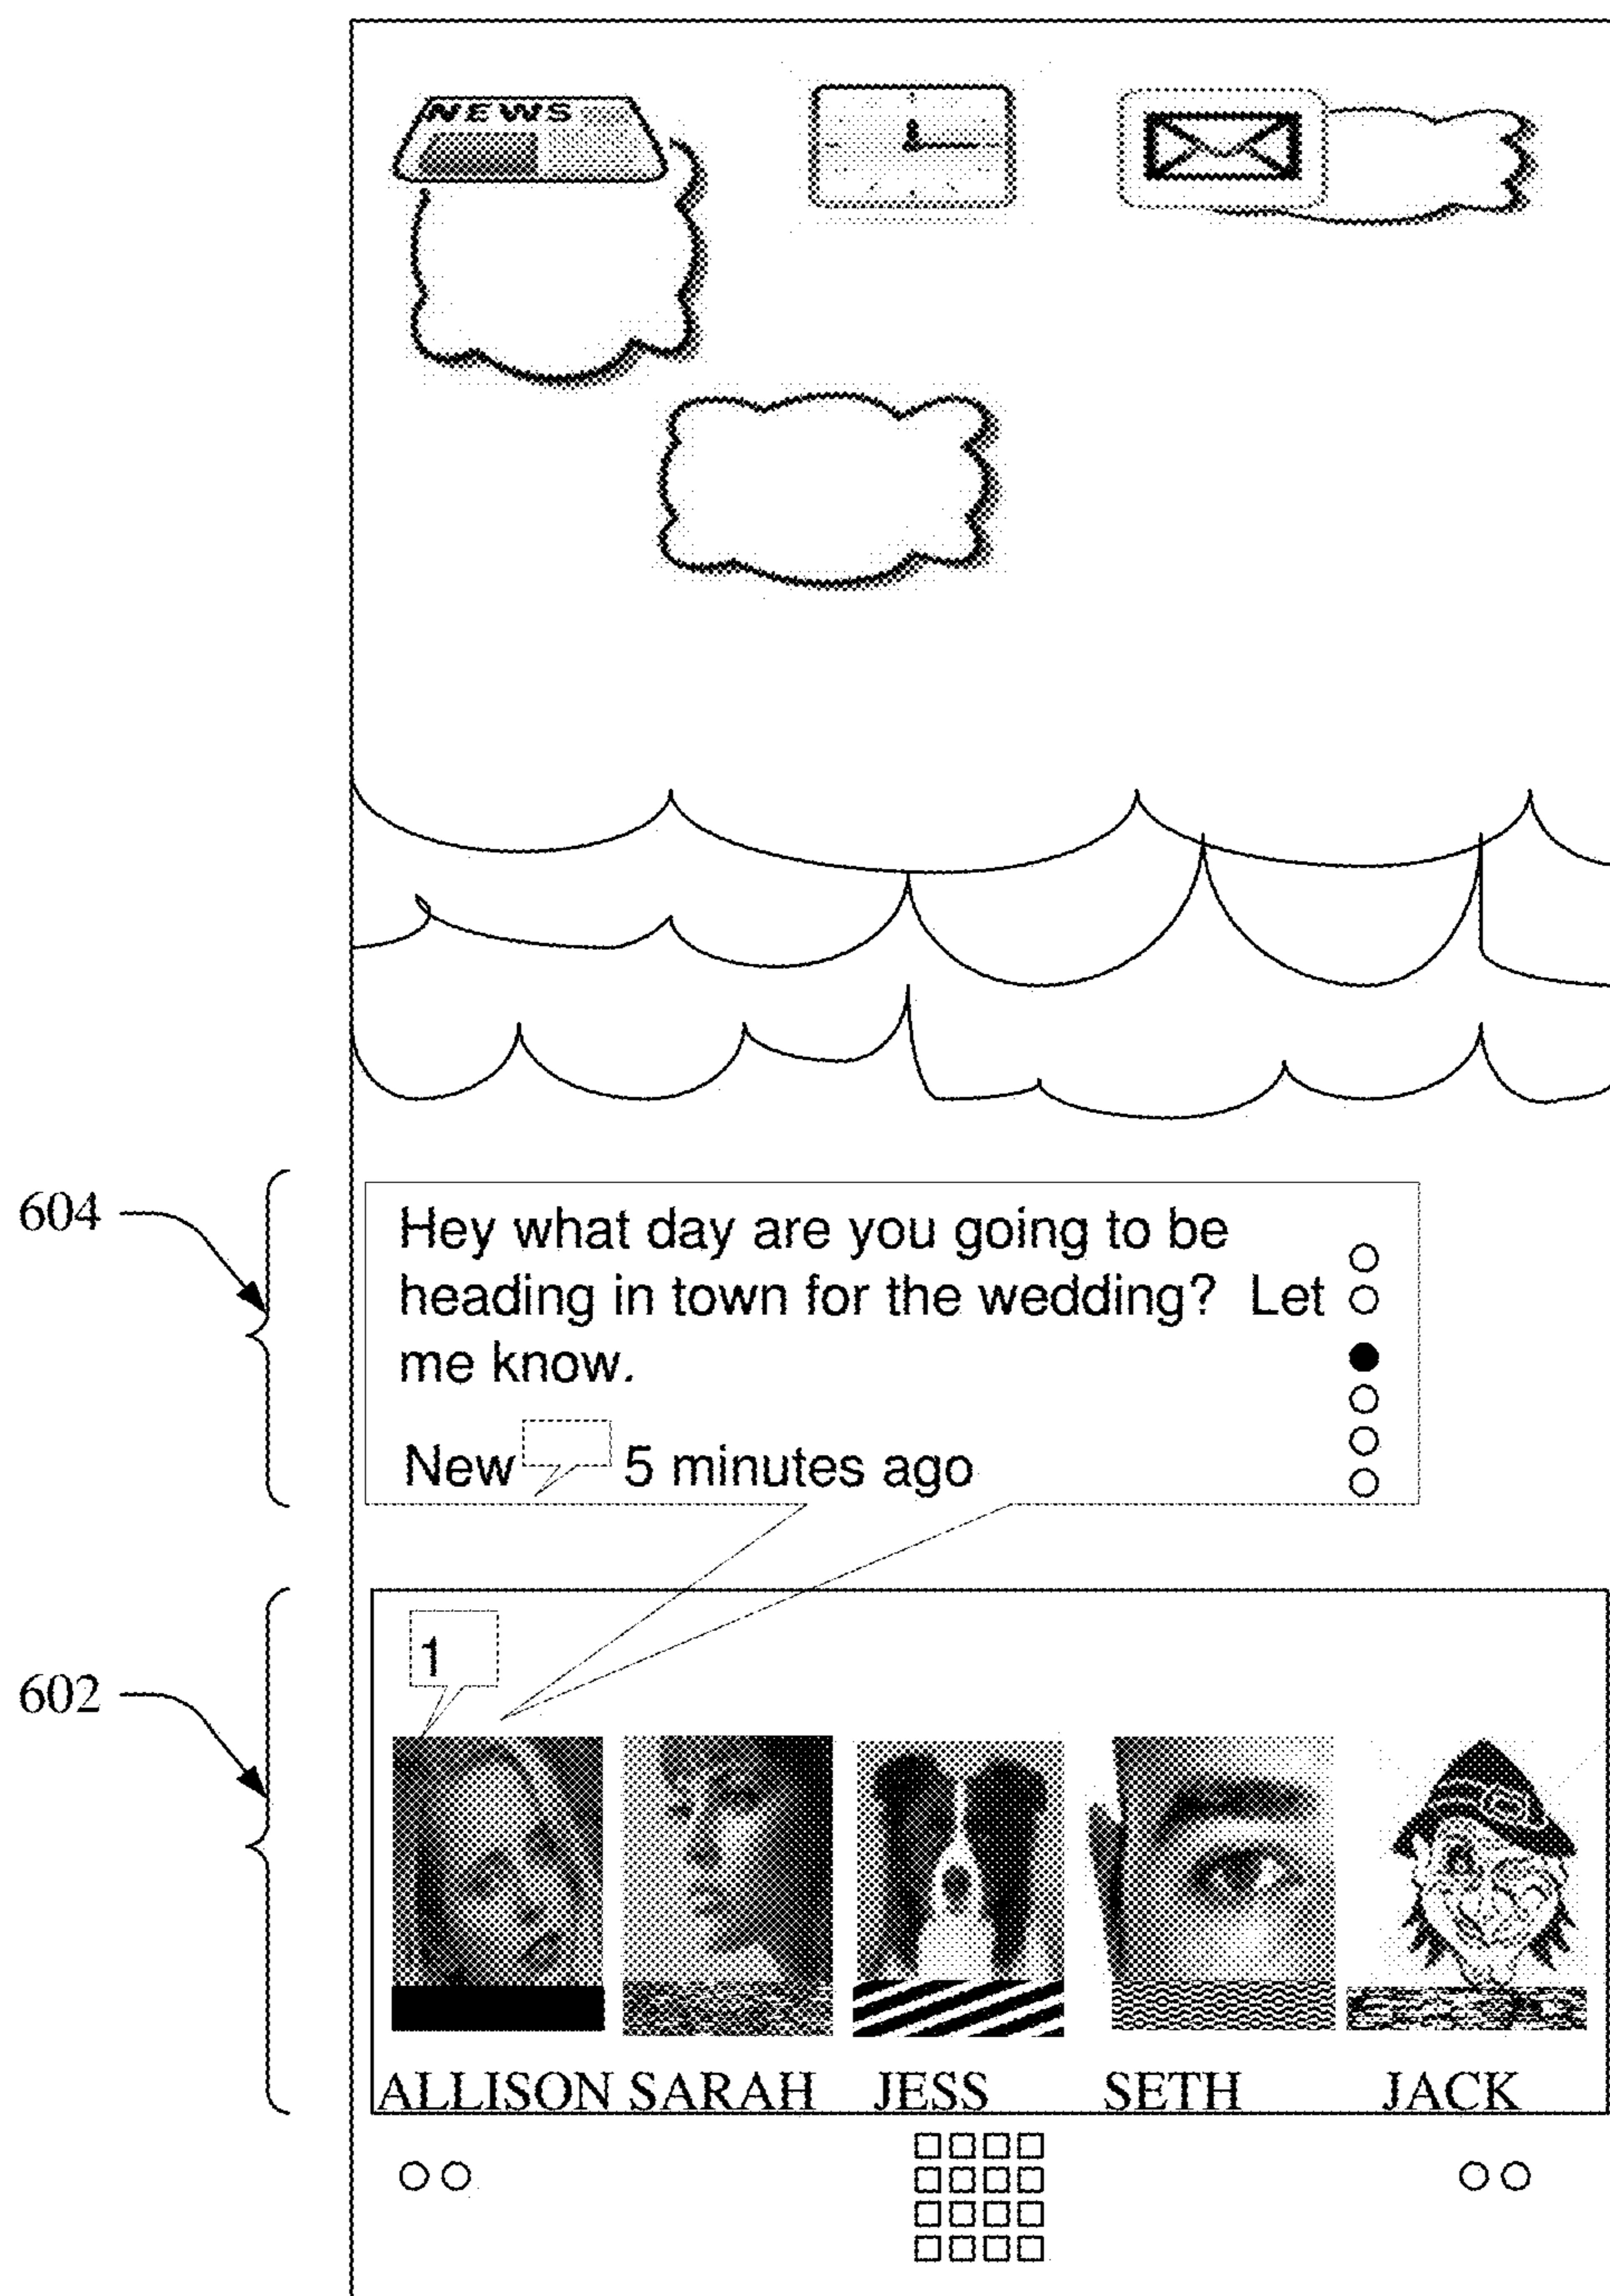 NEWS
604
Hey what day are you going to be
heading in town for the wedding? Let
me know.
New 5 minutes ago
602
1
ALLISON SARAH JESS SETH JACK